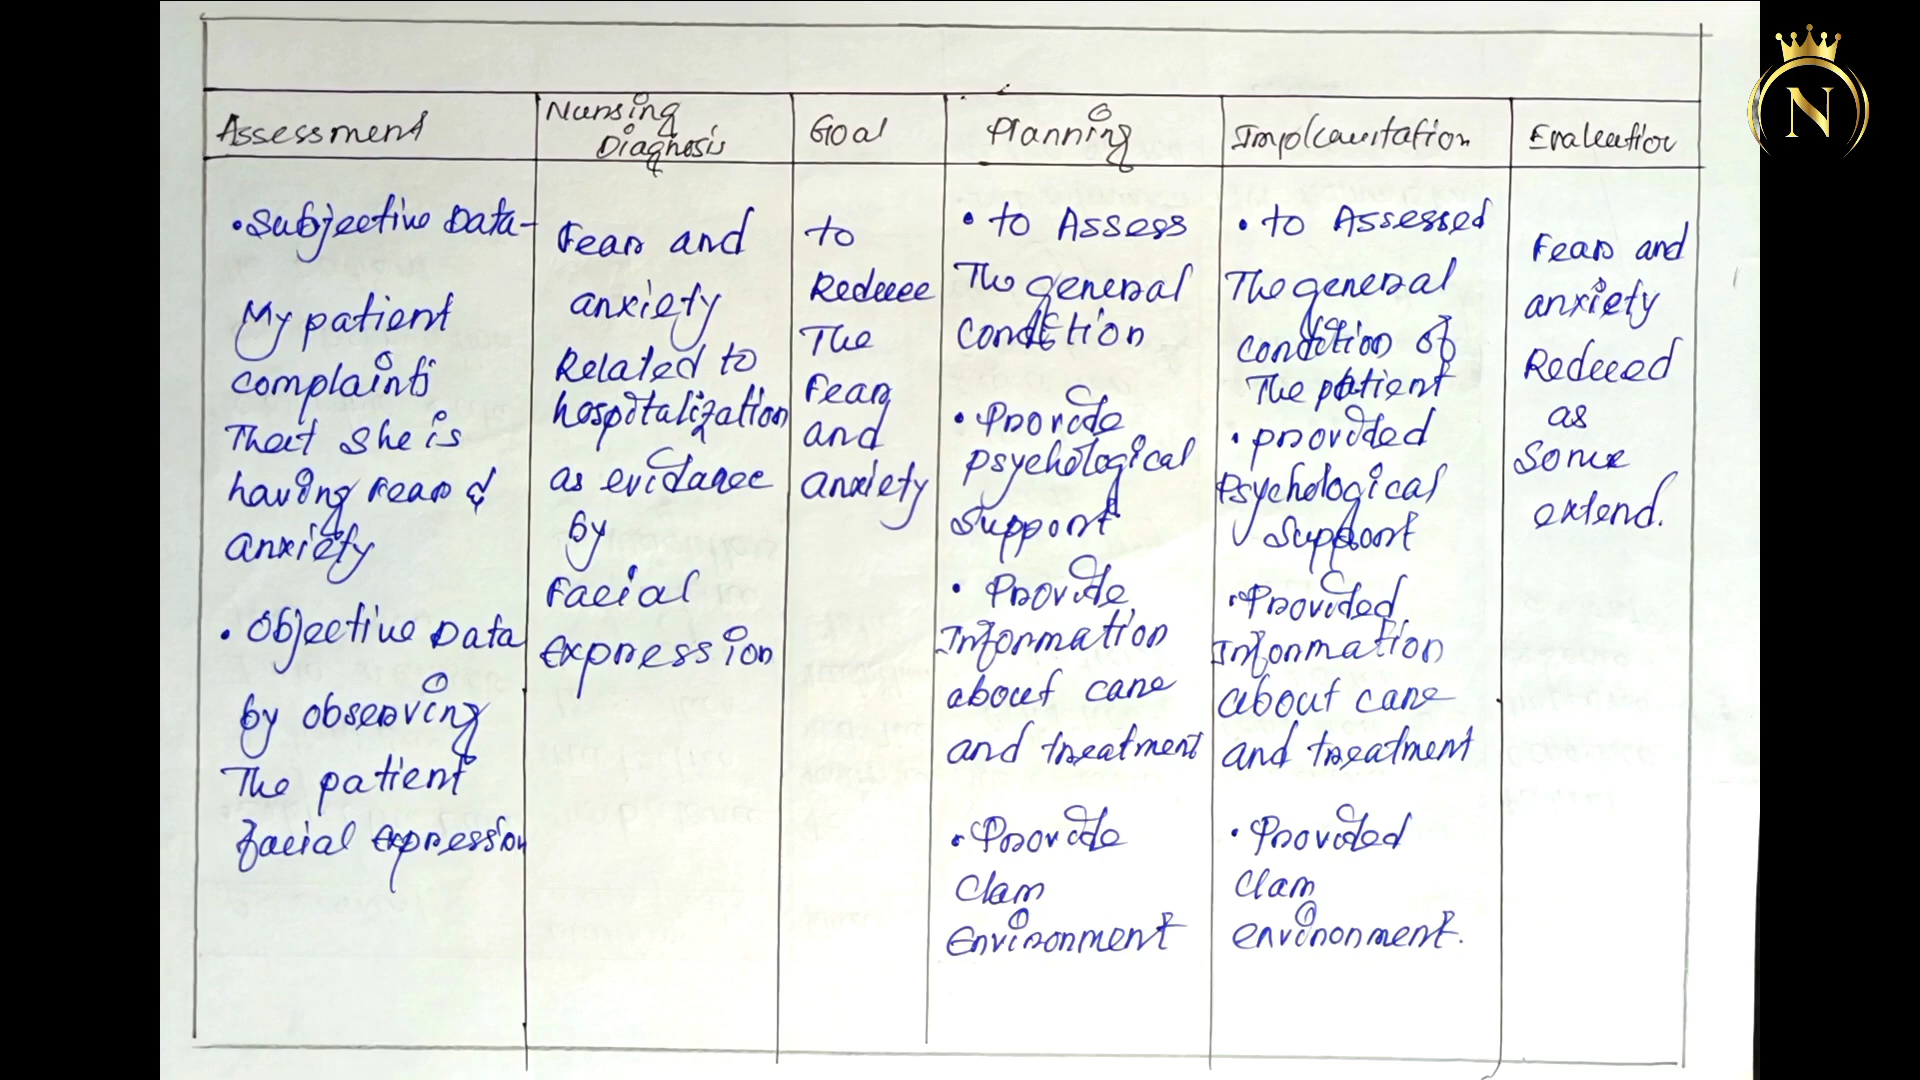 Assessment
Nursing
Diagnosis
Goal
Planning
Implcauitation
Evaluation
• Subjective Data -
My patient
complaints
That she is
having Fear &
anxiety
• Objective Data
by observing
The patient
facial expression
Fear and
anxiety
Related to
hospitalization
as evidance
by
Facial
expression
to
Reduce
The
Fear
and
anxiety
• to Assess
The general
condition
• Provide
psychological
support
• Provide
Information
about care
and treatment
• Provide
Clam
Environment
• to Assessed
The general
condition of
The patient
• provided
Psychological
Support
• Provided
Information
about care
and treatment
• Provided
Clam
environment.
Fear and
anxiety
Reduced
as
Some
extend.
N